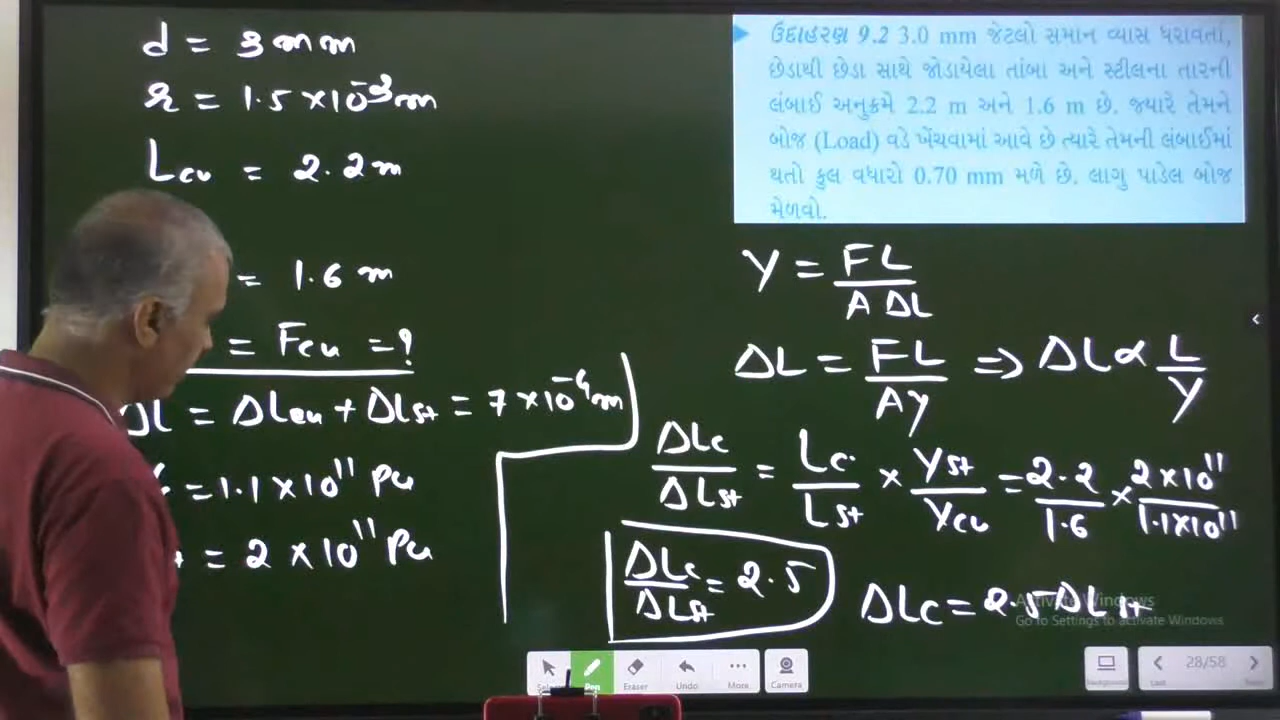 d = 3 mm
r = 1.5 × 10⁻³ m
Lcu = 2.2 m
= 1.6 m
= Fcu = ?
ΔL = ΔLcu + ΔLst = 7 × 10⁻⁴ m
= 1.1 × 10¹¹ Pa
= 2 × 10¹¹ Pa
ઉદાહરણ 9.2 3.0 mm જેટલો સમાન વ્યાસ ધરાવતા,
છેડાથી છેડા સાથે જોડાયેલા તાંબા અને સ્ટીલના તારની
લંબાઈ અનુક્રમે 2.2 m અને 1.6 m છે. જ્યારે તેમને
બોજ (Load) વડે ખેંચવામાં આવે છે ત્યારે તેમની લંબાઈમાં
થતો કુલ વધારો 0.70 mm મળે છે. લાગુ પાડેલ બોજ
મેળવો.
Y = FL / A ΔL
ΔL = FL / AY ⇒ ΔL ∝ L / Y
ΔLc / ΔLst = Lc / Lst × Yst / Ycu = 2.2 / 1.6 × 2×10¹¹ / 1.1×10¹¹
ΔLc / ΔLst = 2.5
ΔLc = 2.5 ΔLst
Activate Windows
Go to Settings to activate Windows.
Select Pen Eraser Undo More Camera
Background 28/58